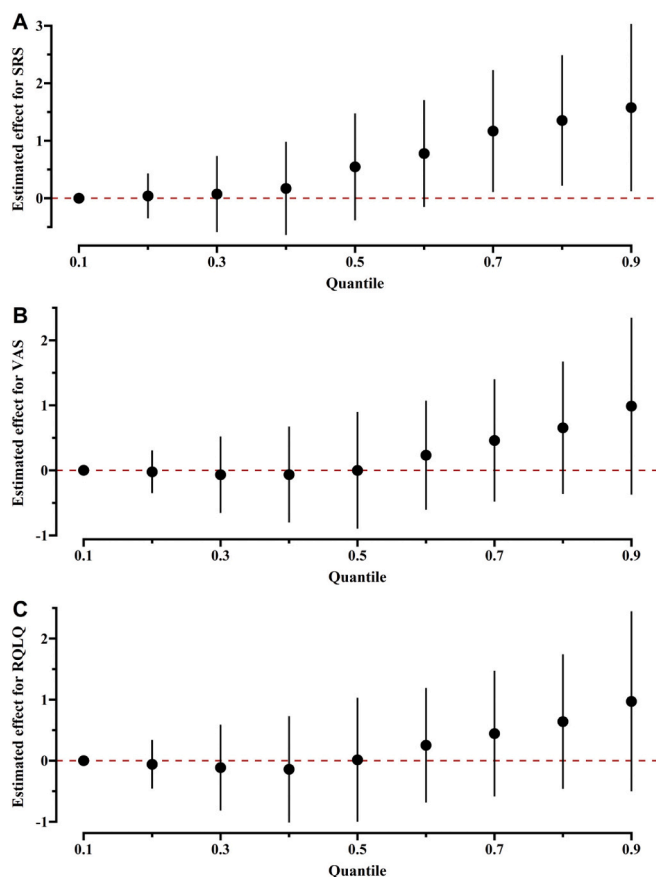 A
Estimated effect for SRS
3
2
1
0
0.1 0.3 0.5 0.7 0.9
Quantile
B
Estimated effect for VAS
2
1
0
-1
0.1 0.3 0.5 0.7 0.9
Quantile
C
Estimated effect for RQLQ
2
1
0
-1
0.1 0.3 0.5 0.7 0.9
Quantile